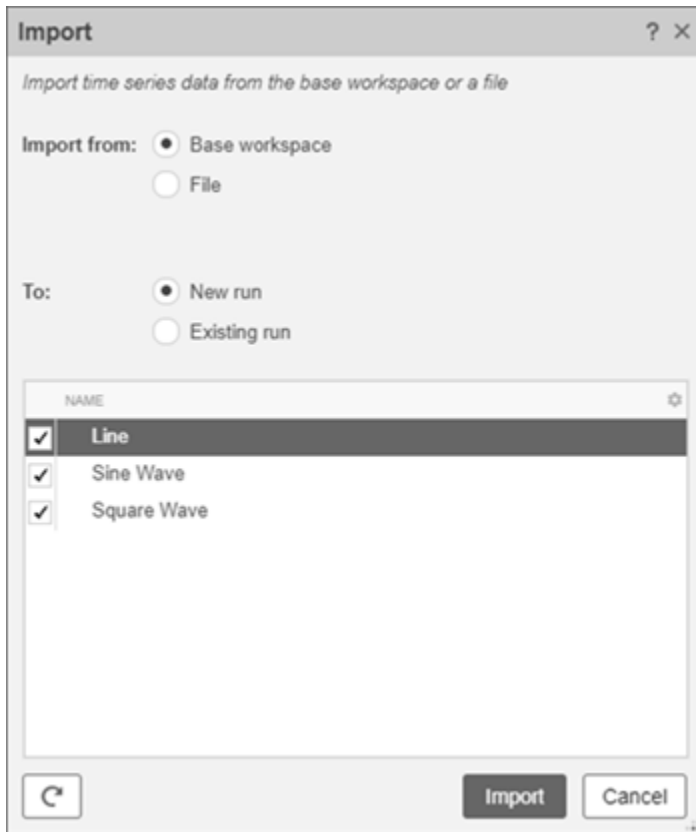 Import ?
Import time series data from the base workspace or a file
Import from: Base workspace
File
To: New run
Existing run
NAME
Line
Sine Wave
Square Wave
Import Cancel